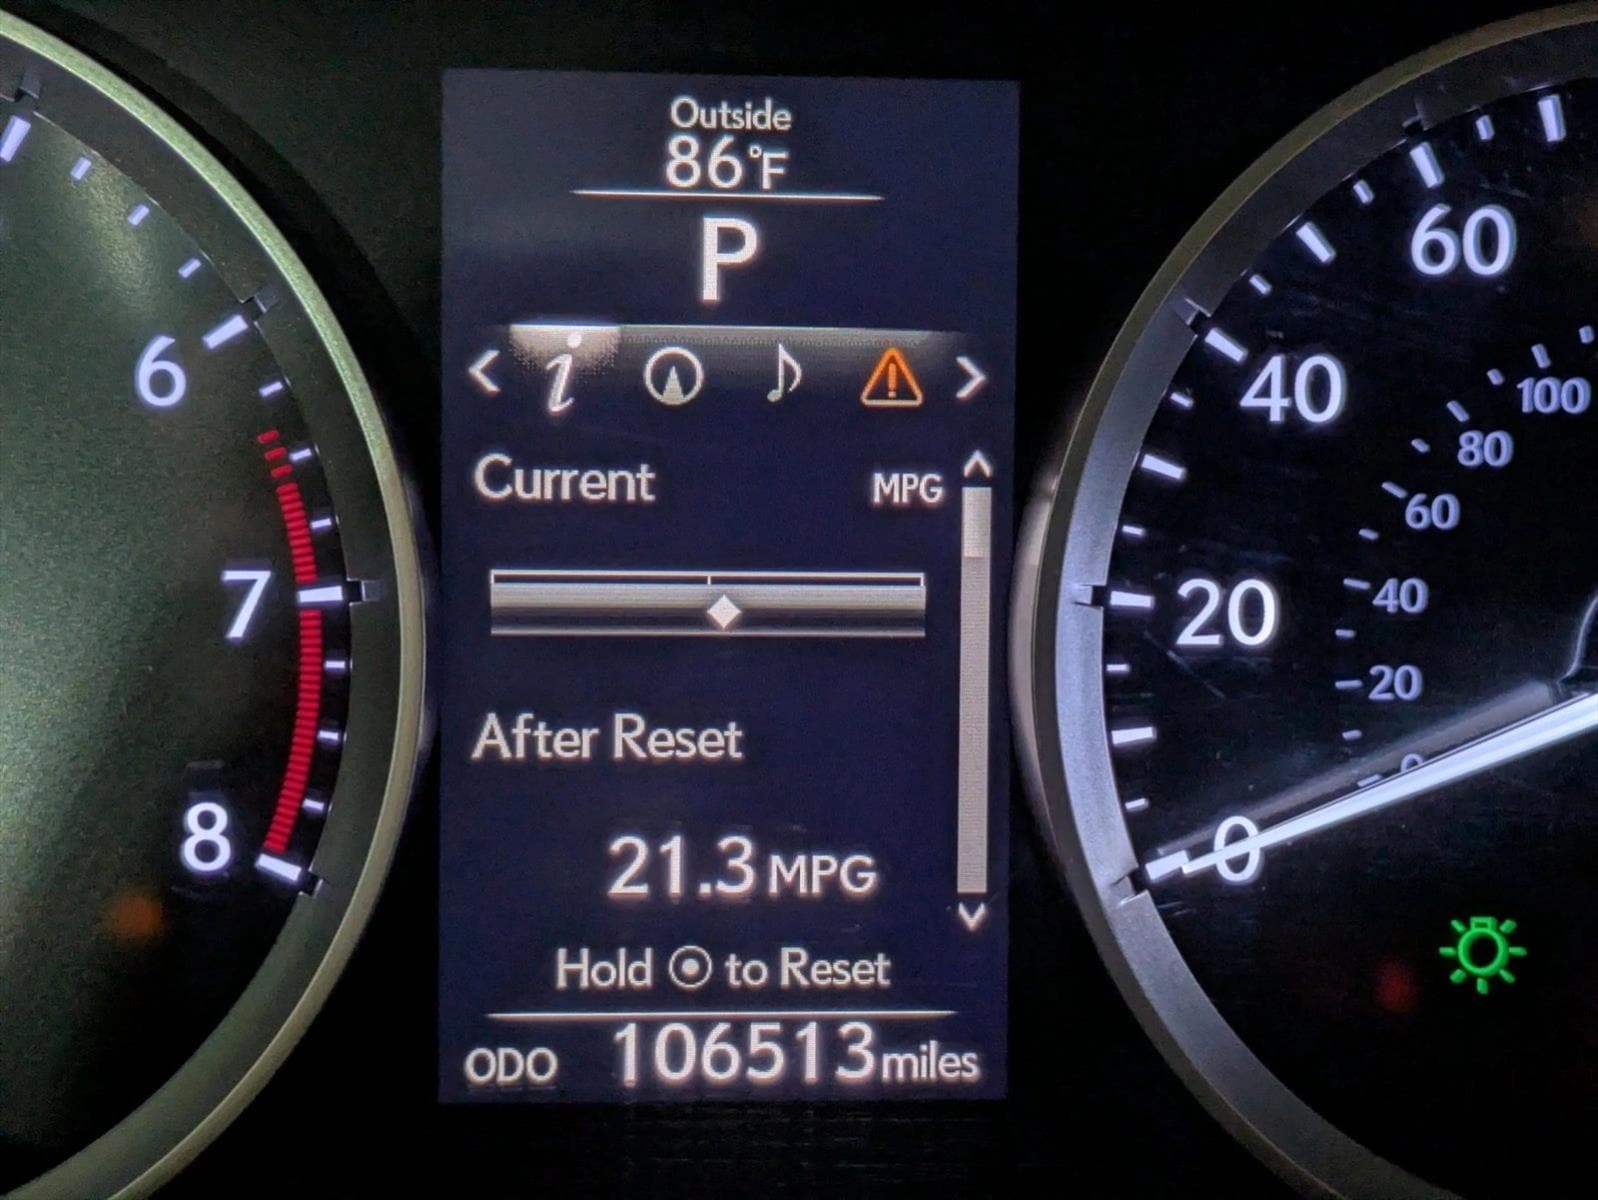 Outside
86°F
P
Current MPG
After Reset
21.3 MPG
Hold to Reset
ODO 106513 miles
6
7
8
60
40
20
0
100
80
60
40
20
0